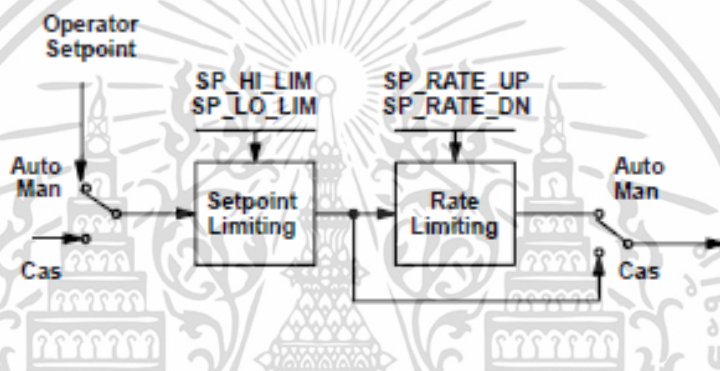 Operator
Setpoint
SP_HI_LIM
SP_LO_LIM
SP_RATE_UP
SP_RATE_DN
Auto
Man
Setpoint
Limiting
Rate
Limiting
Auto
Man
Cas
Cas